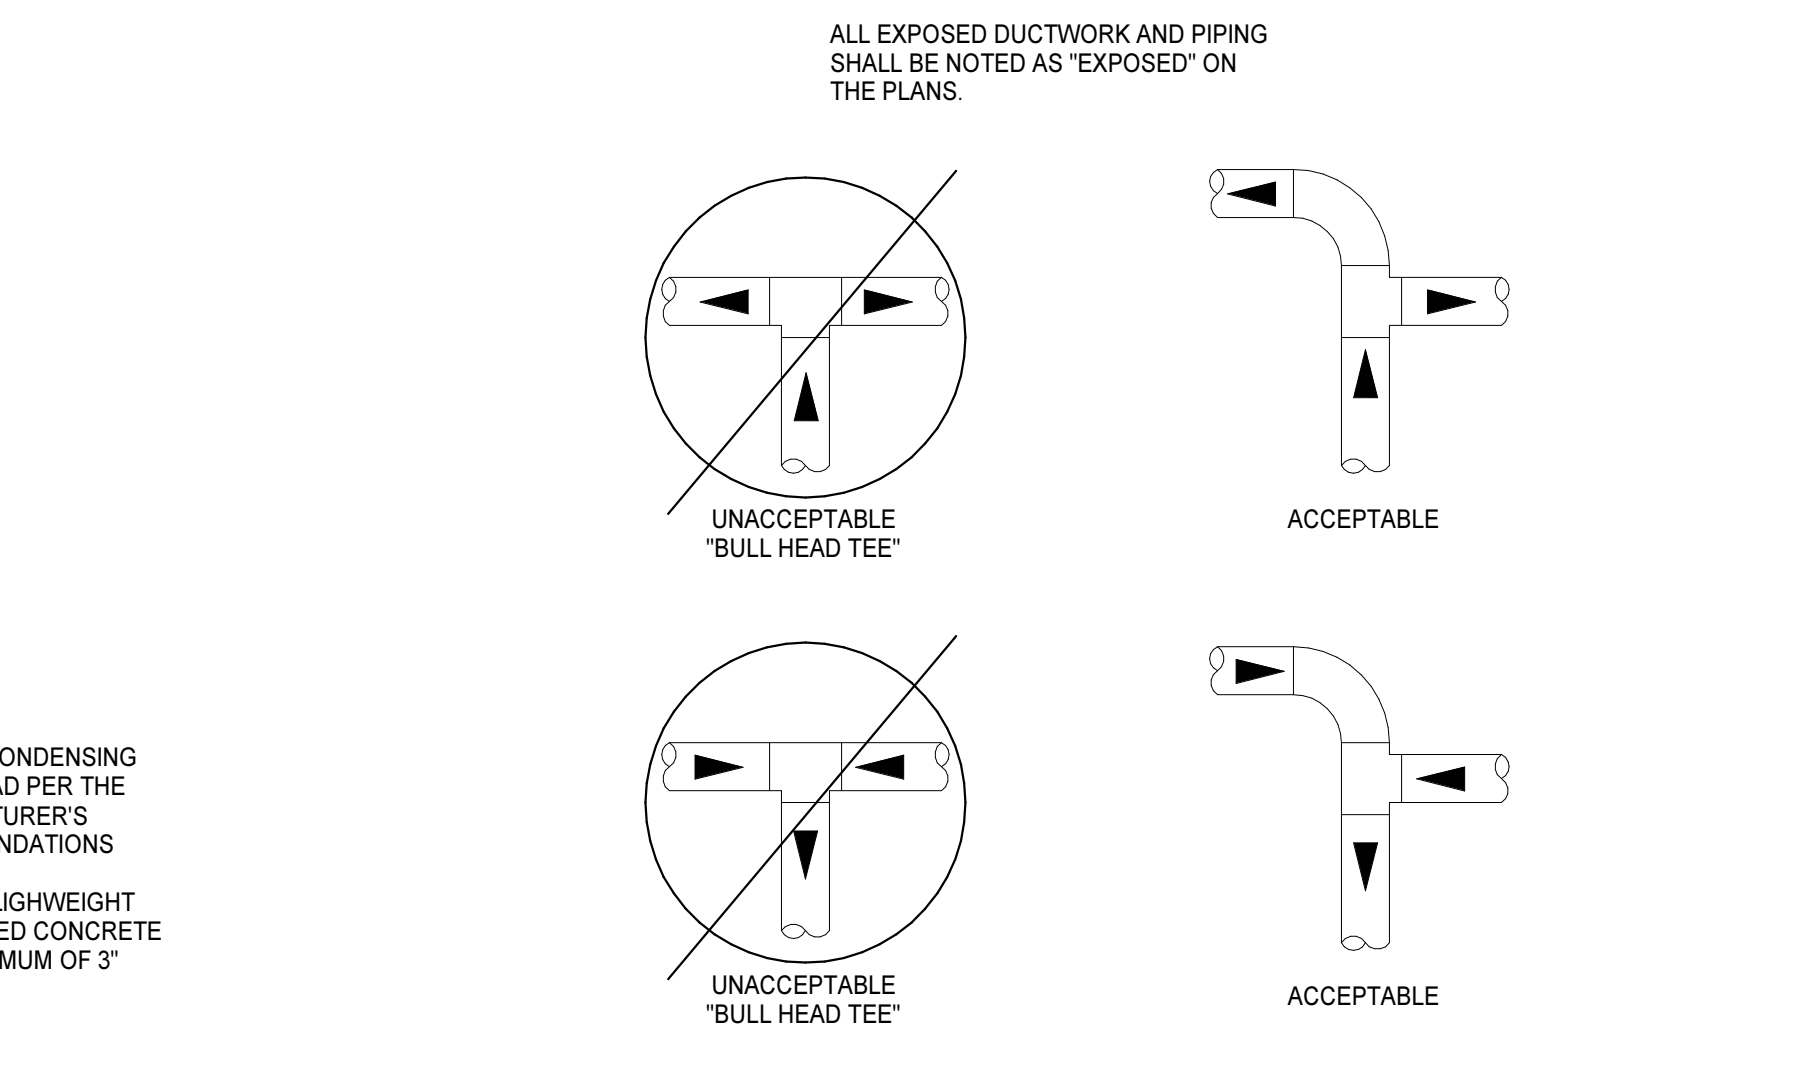 ALL EXPOSED DUCTWORK AND PIPING
SHALL BE NOTED AS "EXPOSED" ON
THE PLANS.
UNACCEPTABLE
"BULL HEAD TEE"
ACCEPTABLE
ONDENSING
AD PER THE
TURER'S
NDATIONS
LIGHWEIGHT
ED CONCRETE
MUM OF 3"
UNACCEPTABLE
"BULL HEAD TEE"
ACCEPTABLE